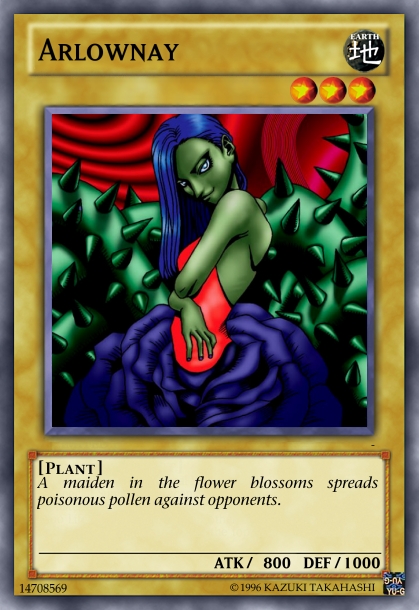 ARLOWNAY
EARTH
地
[PLANT]
A maiden in the flower blossoms spreads
poisonous pollen against opponents.
ATK/ 800 DEF/1000
14708569
©1996 KAZUKI TAKAHASHI